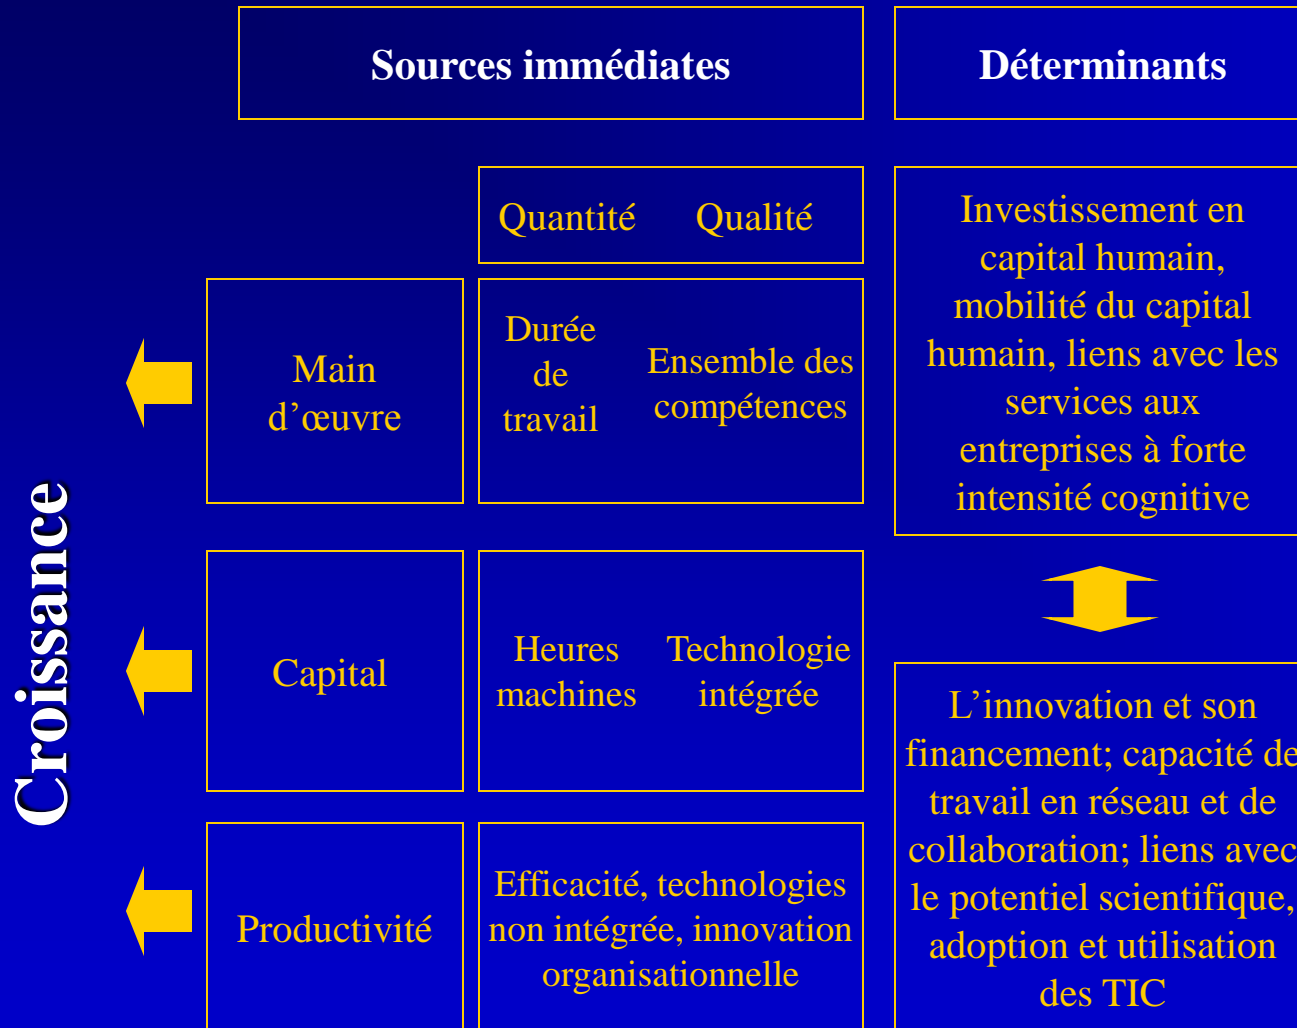 Sources immédiates
Déterminants
Quantité Qualité
Investissement en
capital humain,
mobilité du capital
humain, liens avec les
services aux
entreprises à forte
intensité cognitive
Croissance
Main
d’œuvre
Durée
de
travail
Ensemble des
compétences
Capital
Heures
machines
Technologie
intégrée
L’innovation et son
financement; capacité de
travail en réseau et de
collaboration; liens avec
le potentiel scientifique,
adoption et utilisation
des TIC
Productivité
Efficacité, technologies
non intégrée, innovation
organisationnelle